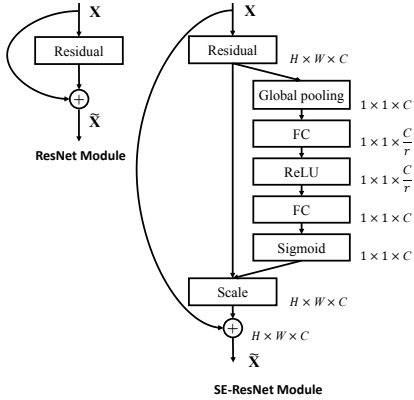 X
Residual
+
X̃
ResNet Module
X
Residual
H × W × C
Global pooling
1 × 1 × C
FC
1 × 1 × C/r
ReLU
1 × 1 × C/r
FC
1 × 1 × C
Sigmoid
1 × 1 × C
Scale
H × W × C
+
H × W × C
X̃
SE-ResNet Module